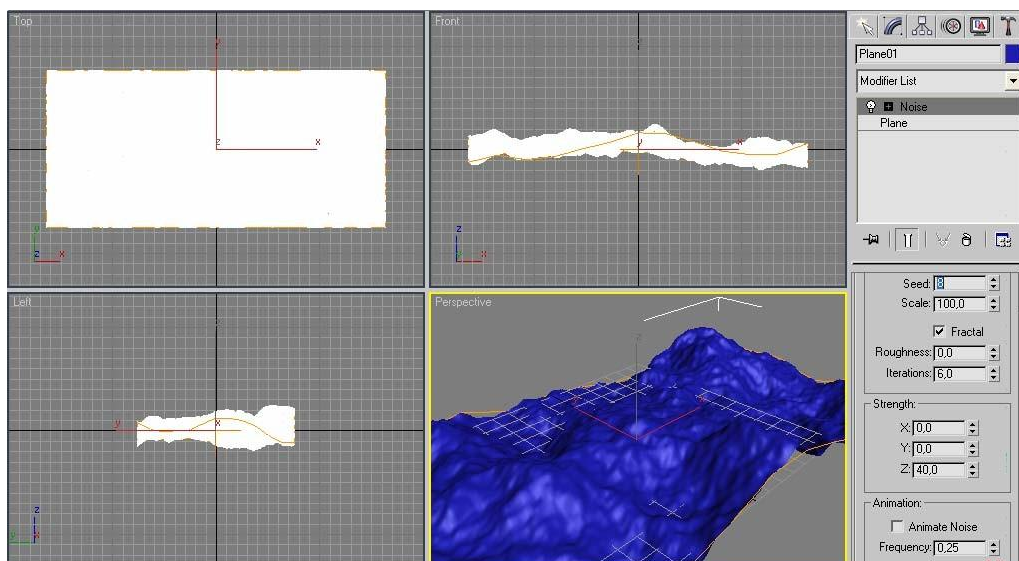 Top
y
z
x
y
z
x
Front
y
x
z
y
x
Left
y
x
z
y
x
Perspective
z
Plane01
Modifier List
Noise
Plane
Seed: 8
Scale: 100,0
Fractal
Roughness: 0,0
Iterations: 6,0
Strength:
X: 0,0
Y: 0,0
Z: 40,0
Animation:
Animate Noise
Frequency: 0,25